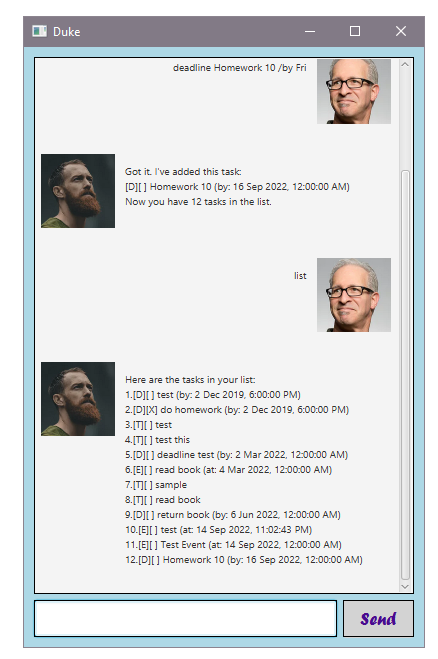 Duke
deadline Homework 10 /by Fri
Got it. I've added this task:
[D][ ] Homework 10 (by: 16 Sep 2022, 12:00:00 AM)
Now you have 12 tasks in the list.
list
Here are the tasks in your list:
1.[D][ ] test (by: 2 Dec 2019, 6:00:00 PM)
2.[D][X] do homework (by: 2 Dec 2019, 6:00:00 PM)
3.[T][ ] test
4.[T][ ] test this
5.[D][ ] deadline test (by: 2 Mar 2022, 12:00:00 AM)
6.[E][ ] read book (at: 4 Mar 2022, 12:00:00 AM)
7.[T][ ] sample
8.[T][ ] read book
9.[D][ ] return book (by: 6 Jun 2022, 12:00:00 AM)
10.[E][ ] test (at: 14 Sep 2022, 11:02:43 PM)
11.[E][ ] Test Event (at: 14 Sep 2022, 12:00:00 AM)
12.[D][ ] Homework 10 (by: 16 Sep 2022, 12:00:00 AM)
Send